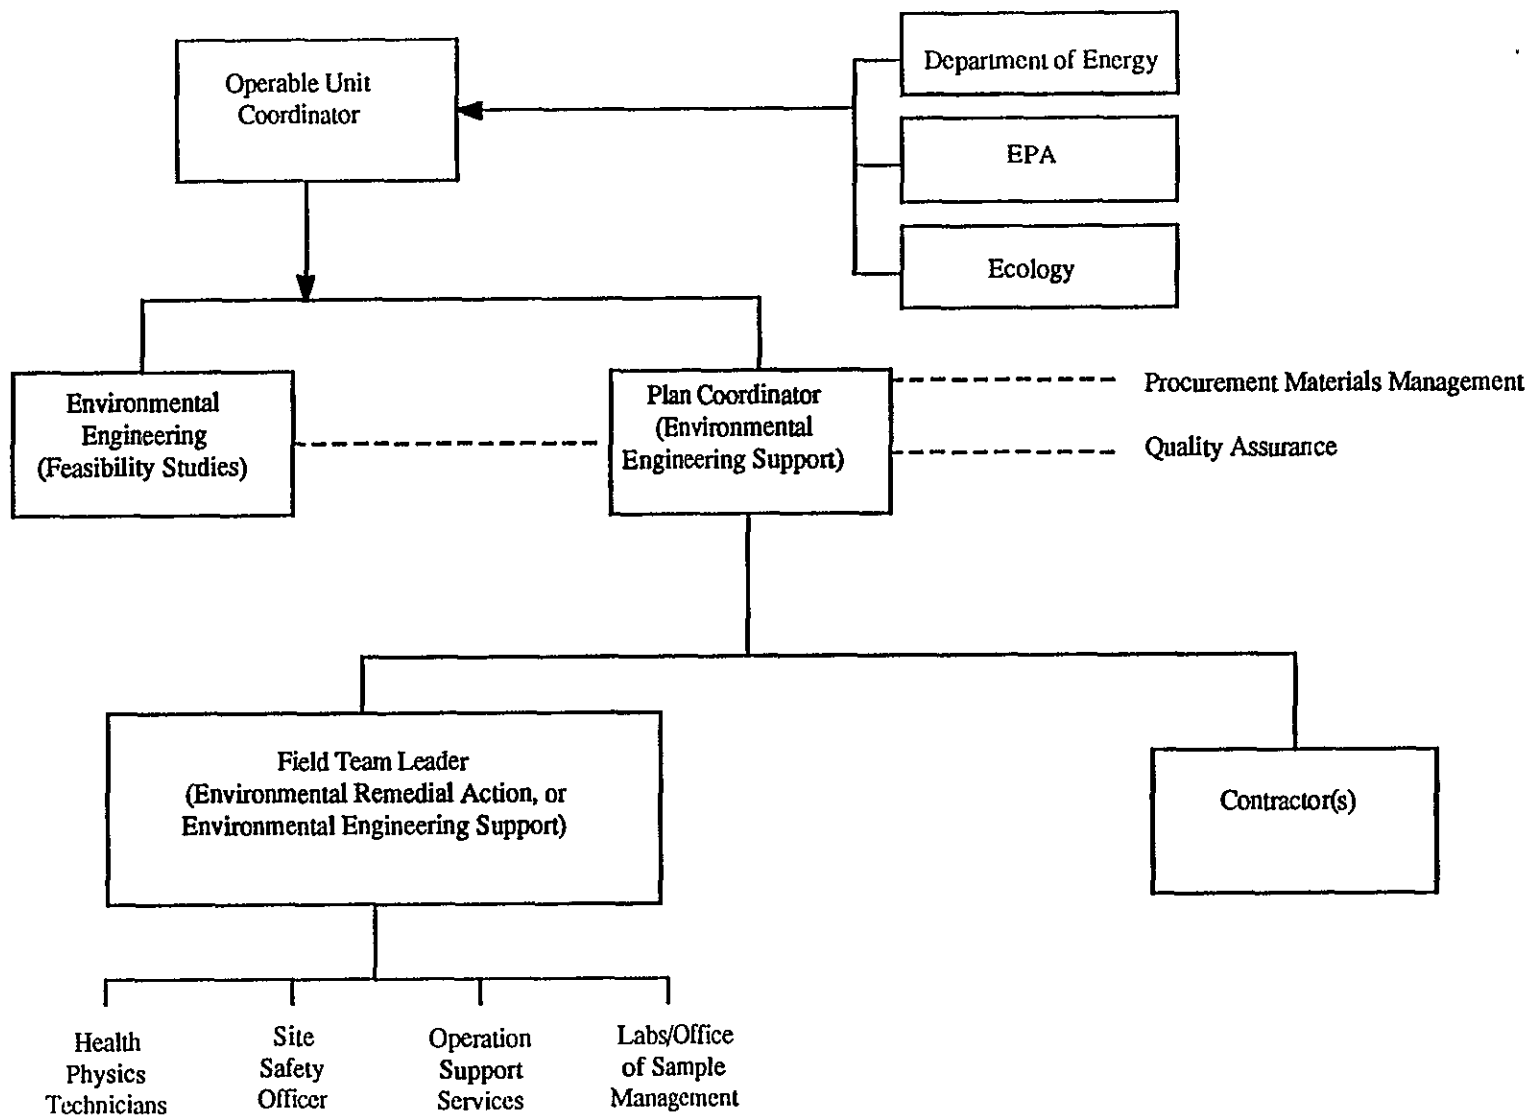 Operable Unit
Coordinator
Department of Energy
EPA
Ecology
Environmental
Engineering
(Feasibility Studies)
Plan Coordinator
(Environmental
Engineering Support)
Procurement Materials Management
Quality Assurance
Field Team Leader
(Environmental Remedial Action, or
Environmental Engineering Support)
Contractor(s)
Health
Physics
Technicians
Site
Safety
Officer
Operation
Support
Services
Labs/Office
of Sample
Management